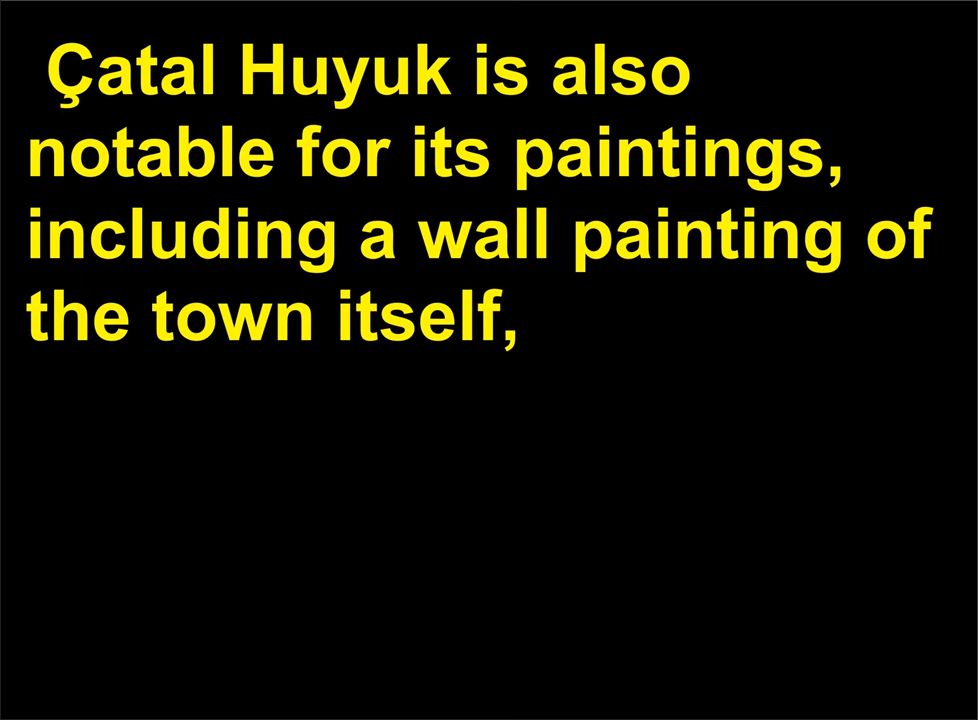 Çatal Huyuk is also
notable for its paintings,
including a wall painting of
the town itself,